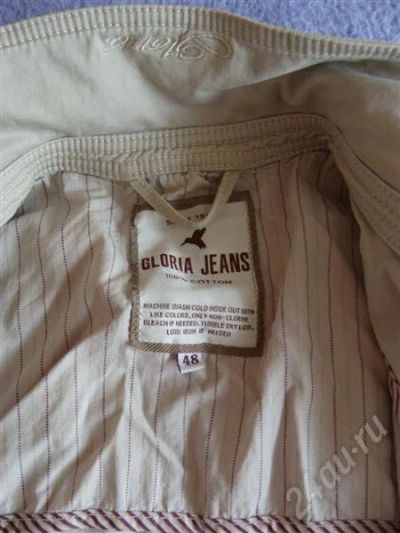 Gloria
GLORIA JEANS
100% COTTON
MACHINE WASH COLD INSIDE OUT WITH
LIKE COLORS, ONLY NON-CLORINE
BLEACH IF NEEDED, TUMBLE DRY LOW,
LOW IRON IF NEEDED
48
24au.ru